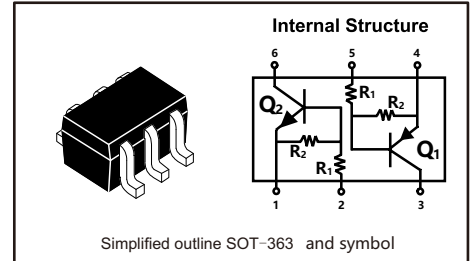 Internal Structure
6 5 4
R1
Q2 R2
R2 Q1
R1
1 2 3
Simplified outline SOT-363 and symbol